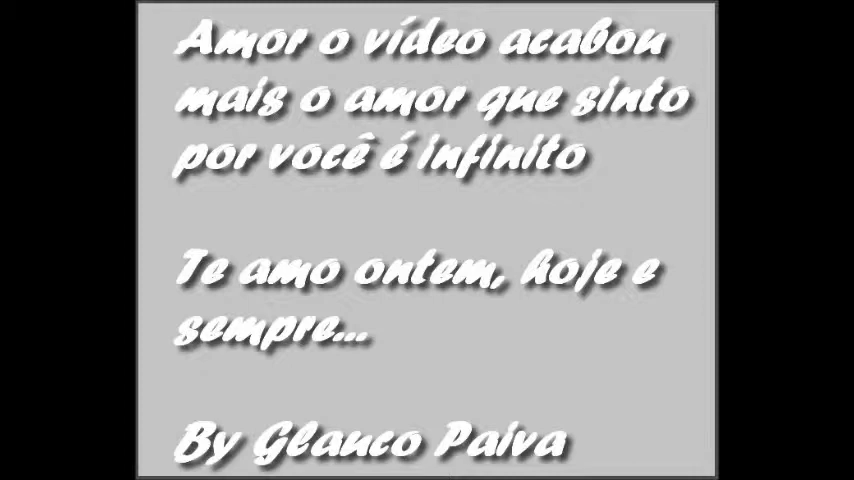 Amor o vídeo acabou
mais o amor que sinto
por você é infinito
Te amo ontem, hoje e
sempre...
By Glauco Paiva